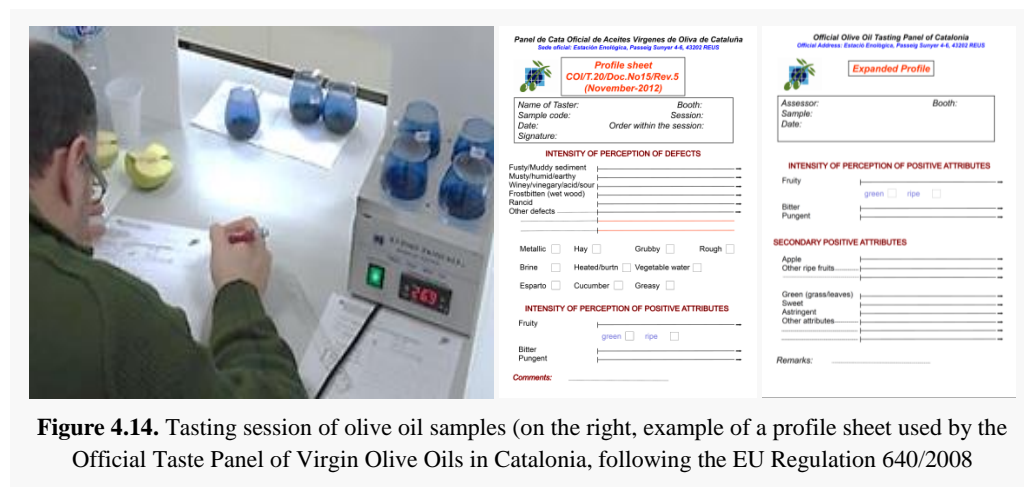 Panel de Cata Oficial de Aceites Vírgenes de Oliva de Cataluña
Sede oficial: Estación Enológica, Passeig Sunyer 4-6, 43202 REUS
Profile sheet
COI/T.20/Doc.No15/Rev.5
(November-2012)
Name of Taster: Booth:
Sample code: Session:
Date: Order within the session:
Signature:
INTENSITY OF PERCEPTION OF DEFECTS
Fusty/Muddy sediment
Musty/humid/earthy
Winey/vinegary/acid/sour
Frostbitten (wet wood)
Rancid
Other defects
Metallic Hay Grubby Rough
Brine Heated/burtn Vegetable water
Esparto Cucumber Greasy
INTENSITY OF PERCEPTION OF POSITIVE ATTRIBUTES
Fruity
green ripe
Bitter
Pungent
Comments:
Official Olive Oil Tasting Panel of Catalonia
Official Address: Estació Enològica, Passeig Sunyer 4-6, 43202 REUS
Expanded Profile
Assessor: Booth:
Sample:
Date:
INTENSITY OF PERCEPTION OF POSITIVE ATTRIBUTES
Fruity
green ripe
Bitter
Pungent
SECONDARY POSITIVE ATTRIBUTES
Apple
Other ripe fruits
Green (grass/leaves)
Sweet
Astringent
Other attributes
Remarks:
Figure 4.14. Tasting session of olive oil samples (on the right, example of a profile sheet used by the
Official Taste Panel of Virgin Olive Oils in Catalonia, following the EU Regulation 640/2008